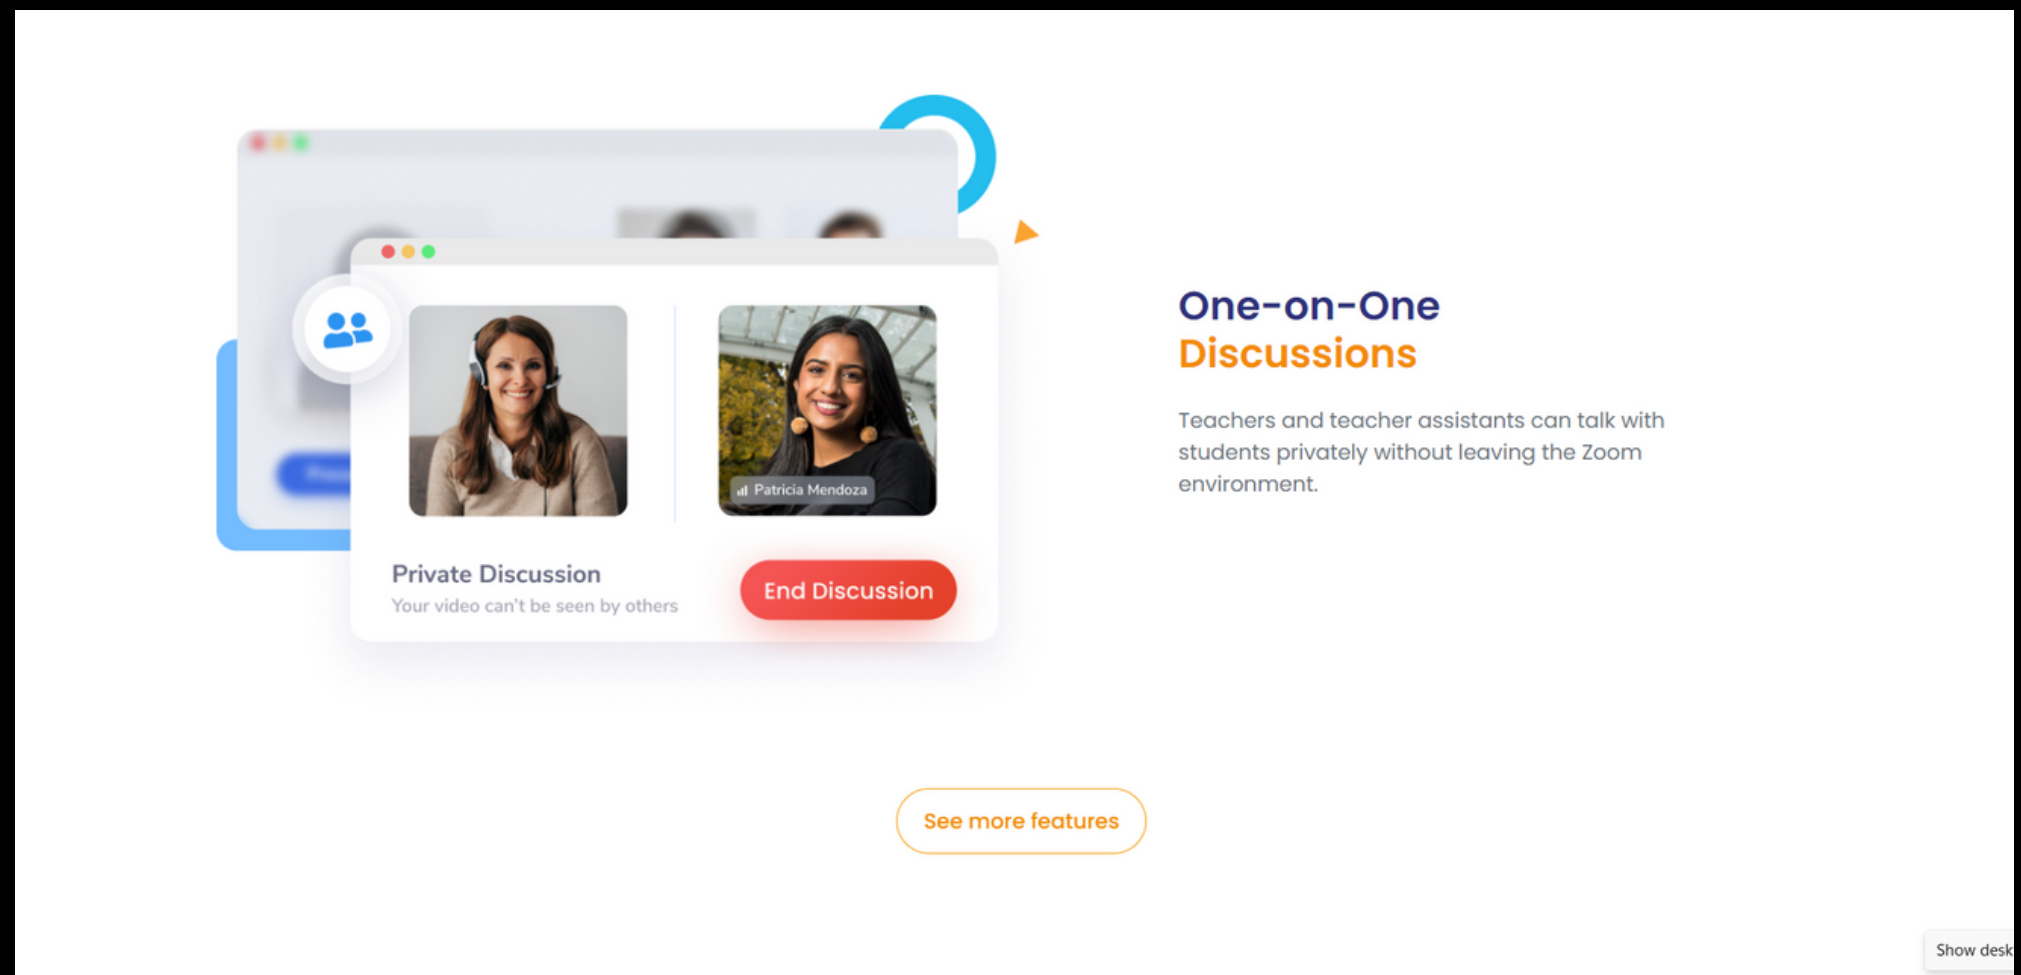 Patricia Mendoza
Private Discussion
Your video can't be seen by others
End Discussion
One-on-One
Discussions
Teachers and teacher assistants can talk with
students privately without leaving the Zoom
environment.
See more features
Show desk